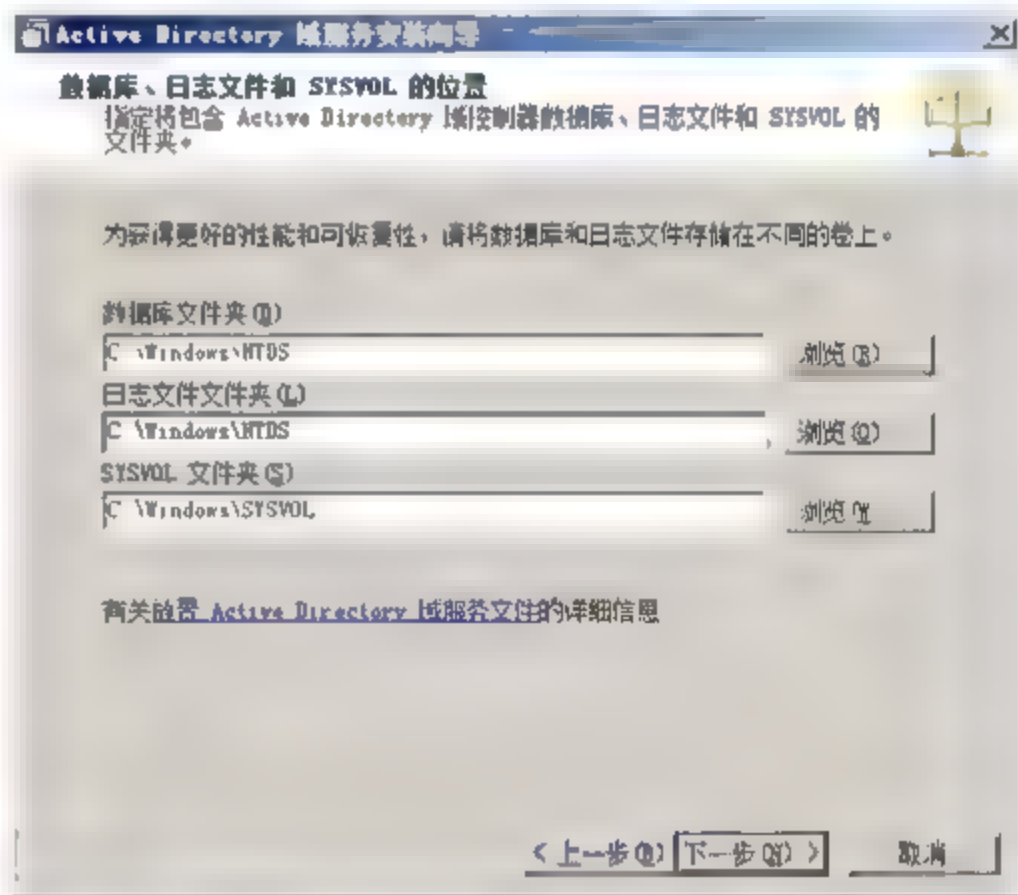 Active Directory 域服务安装向导
数据库、日志文件和 SYSVOL 的位置
指定将包含 Active Directory 域控制器数据库、日志文件和 SYSVOL 的
文件夹。
为获得更好的性能和可恢复性，请将数据库和日志文件存储在不同的卷上。
数据库文件夹(D)
C:\Windows\NTDS
浏览(R)
日志文件文件夹(L)
C:\Windows\NTDS
浏览(O)
SYSVOL 文件夹(S)
C:\Windows\SYSVOL
浏览
有关放置 Active Directory 域服务文件的详细信息
< 上一步(B) 下一步(N) > 取消